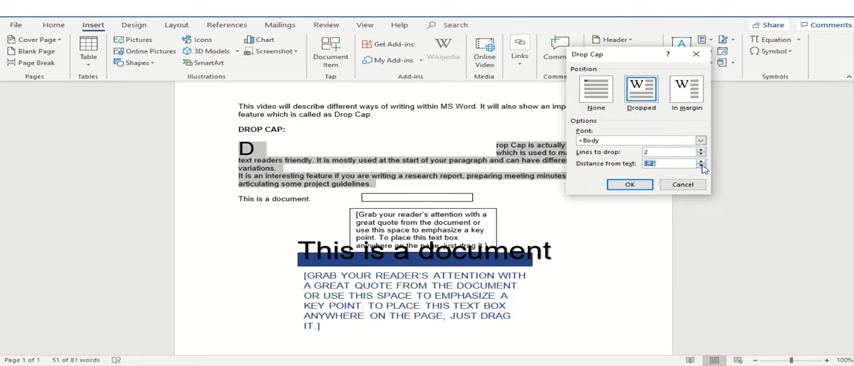 File Home Insert Design Layout References Mailings Review View Help Search Share Comments
Cover Page
Blank Page
Page Break
Pages
Table
Tables
Pictures
Online Pictures
Shapes
Icons
3D Models
SmartArt
Chart
Screenshot
Illustrations
Tap
Document Item
Tap
Get Add-ins
My Add-ins
Wikipedia
Add-ins
Online Video
Media
Links
Header
Equation
Symbol
Symbols
Drop Cap
? ×
Position
None Dropped In margin
Options
Font:
+Body
Lines to drop: 2
Distance from text:
OK Cancel
This video will describe different ways of writing within MS Word. It will also show an
feature which is called as Drop Cap.
DROP CAP:
D rop Cap is actually
which is used to
text readers friendly. It is mostly used at the start of your paragraph and can have
variations.
It is an interesting feature if you are writing a research report, preparing meeting minutes
articulating some project guidelines.
This is a document.
[Grab your reader's attention with a
great quote from the document or
use this space to emphasize a key
point. To place this text box
anywhere on the page, just drag it.]
This is a document
[GRAB YOUR READER'S ATTENTION WITH
A GREAT QUOTE FROM THE DOCUMENT
OR USE THIS SPACE TO EMPHASIZE A
KEY POINT. TO PLACE THIS TEXT BOX
ANYWHERE ON THE PAGE, JUST DRAG
IT.]
Page 1 of 1 51 of 81 words 100%